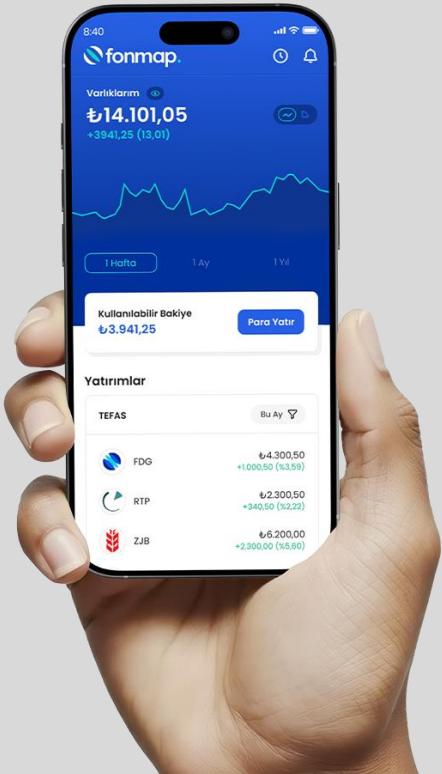 8:40
fonmap.
Varlıklarım
₺14.101,05
+3941,25 (13,01)
1 Hafta 1 Ay 1 Yıl
Kullanılabilir Bakiye
₺3.941,25
Para Yatır
Yatırımlar
TEFAS Bu Ay
FDG ₺4.300,50
+1.000,50 (%3,59)
RTP ₺2.300,50
+340,50 (%2,22)
ZJB ₺6.200,00
+2.300,00 (%5,60)